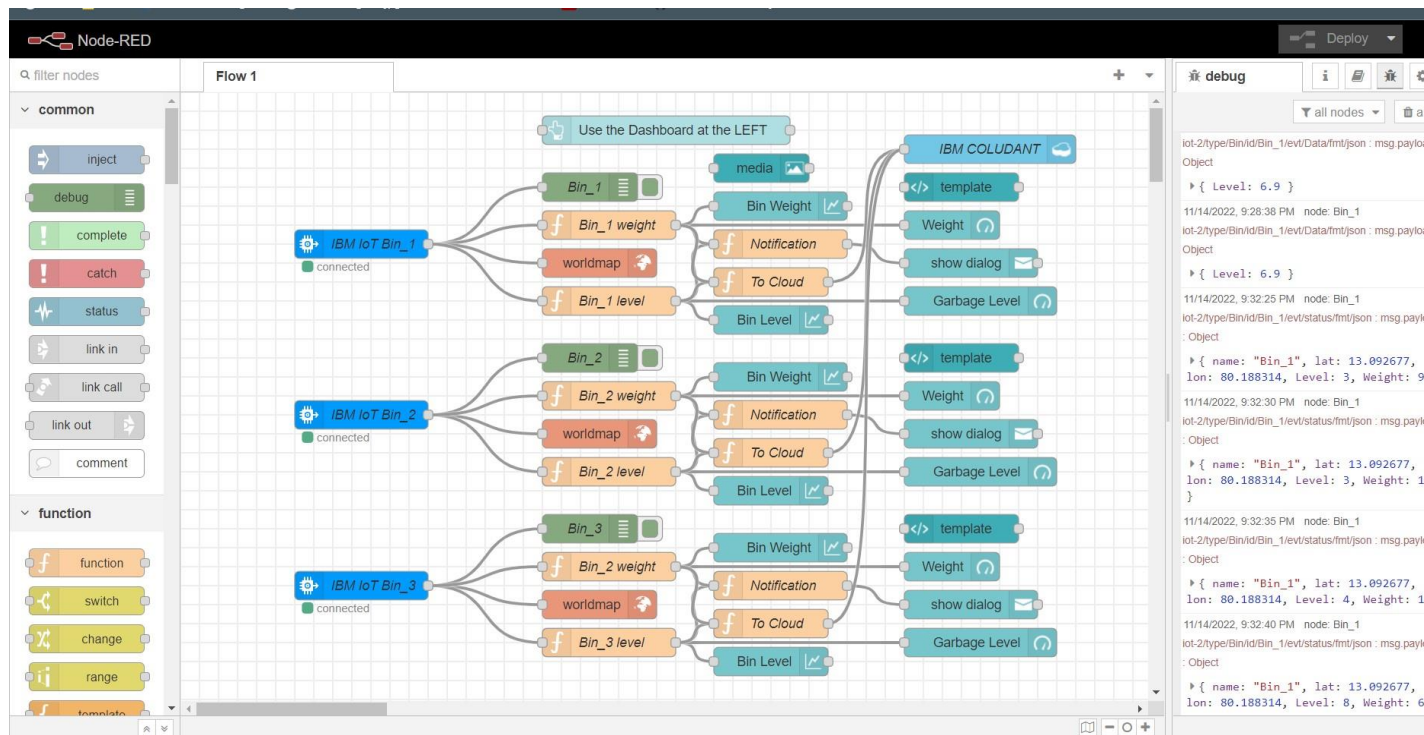 Node-RED
Deploy
filter nodes
Flow 1
debug
i
all nodes
common
inject
debug
complete
catch
status
link in
link call
link out
comment
function
function
switch
change
range
Use the Dashboard at the LEFT
IBM COLUDANT
media
template
Bin_1
Bin Weight
Bin_1 weight
Weight
IBM IoT Bin_1
connected
Notification
worldmap
show dialog
To Cloud
Bin_1 level
Garbage Level
Bin Level
Bin_2
template
Bin Weight
Bin_2 weight
Weight
IBM IoT Bin_2
connected
Notification
worldmap
show dialog
To Cloud
Bin_2 level
Garbage Level
Bin Level
Bin_3
template
Bin Weight
Bin_2 weight
Weight
IBM IoT Bin_3
connected
Notification
worldmap
show dialog
To Cloud
Bin_3 level
Garbage Level
Bin Level
iot-2/type/Bin/id/Bin_1/evt/Data/fmt/json : msg.paylo
Object
{ Level: 6.9 }
11/14/2022, 9:28:38 PM node: Bin_1
iot-2/type/Bin/id/Bin_1/evt/Data/fmt/json : msg.paylo
Object
{ Level: 6.9 }
11/14/2022, 9:32:25 PM node: Bin_1
iot-2/type/Bin/id/Bin_1/evt/status/fmt/json : msg.payl
: Object
{ name: "Bin_1", lat: 13.092677,
lon: 80.188314, Level: 3, Weight: 9
11/14/2022, 9:32:30 PM node: Bin_1
iot-2/type/Bin/id/Bin_1/evt/status/fmt/json : msg.payl
: Object
{ name: "Bin_1", lat: 13.092677,
lon: 80.188314, Level: 3, Weight: 1
}
11/14/2022, 9:32:35 PM node: Bin_1
iot-2/type/Bin/id/Bin_1/evt/status/fmt/json : msg.payl
: Object
{ name: "Bin_1", lat: 13.092677,
lon: 80.188314, Level: 4, Weight: 1
11/14/2022, 9:32:40 PM node: Bin_1
iot-2/type/Bin/id/Bin_1/evt/status/fmt/json : msg.payl
: Object
{ name: "Bin_1", lat: 13.092677,
lon: 80.188314, Level: 8, Weight: 6